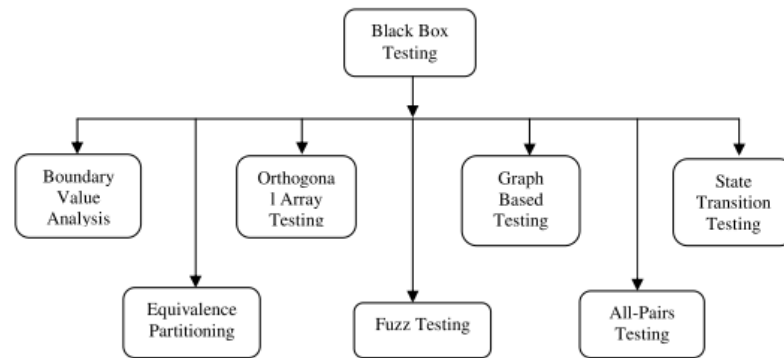 Black Box
Testing
Boundary
Value
Analysis
Orthogona
l Array
Testing
Graph
Based
Testing
State
Transition
Testing
Equivalence
Partitioning
Fuzz Testing
All-Pairs
Testing